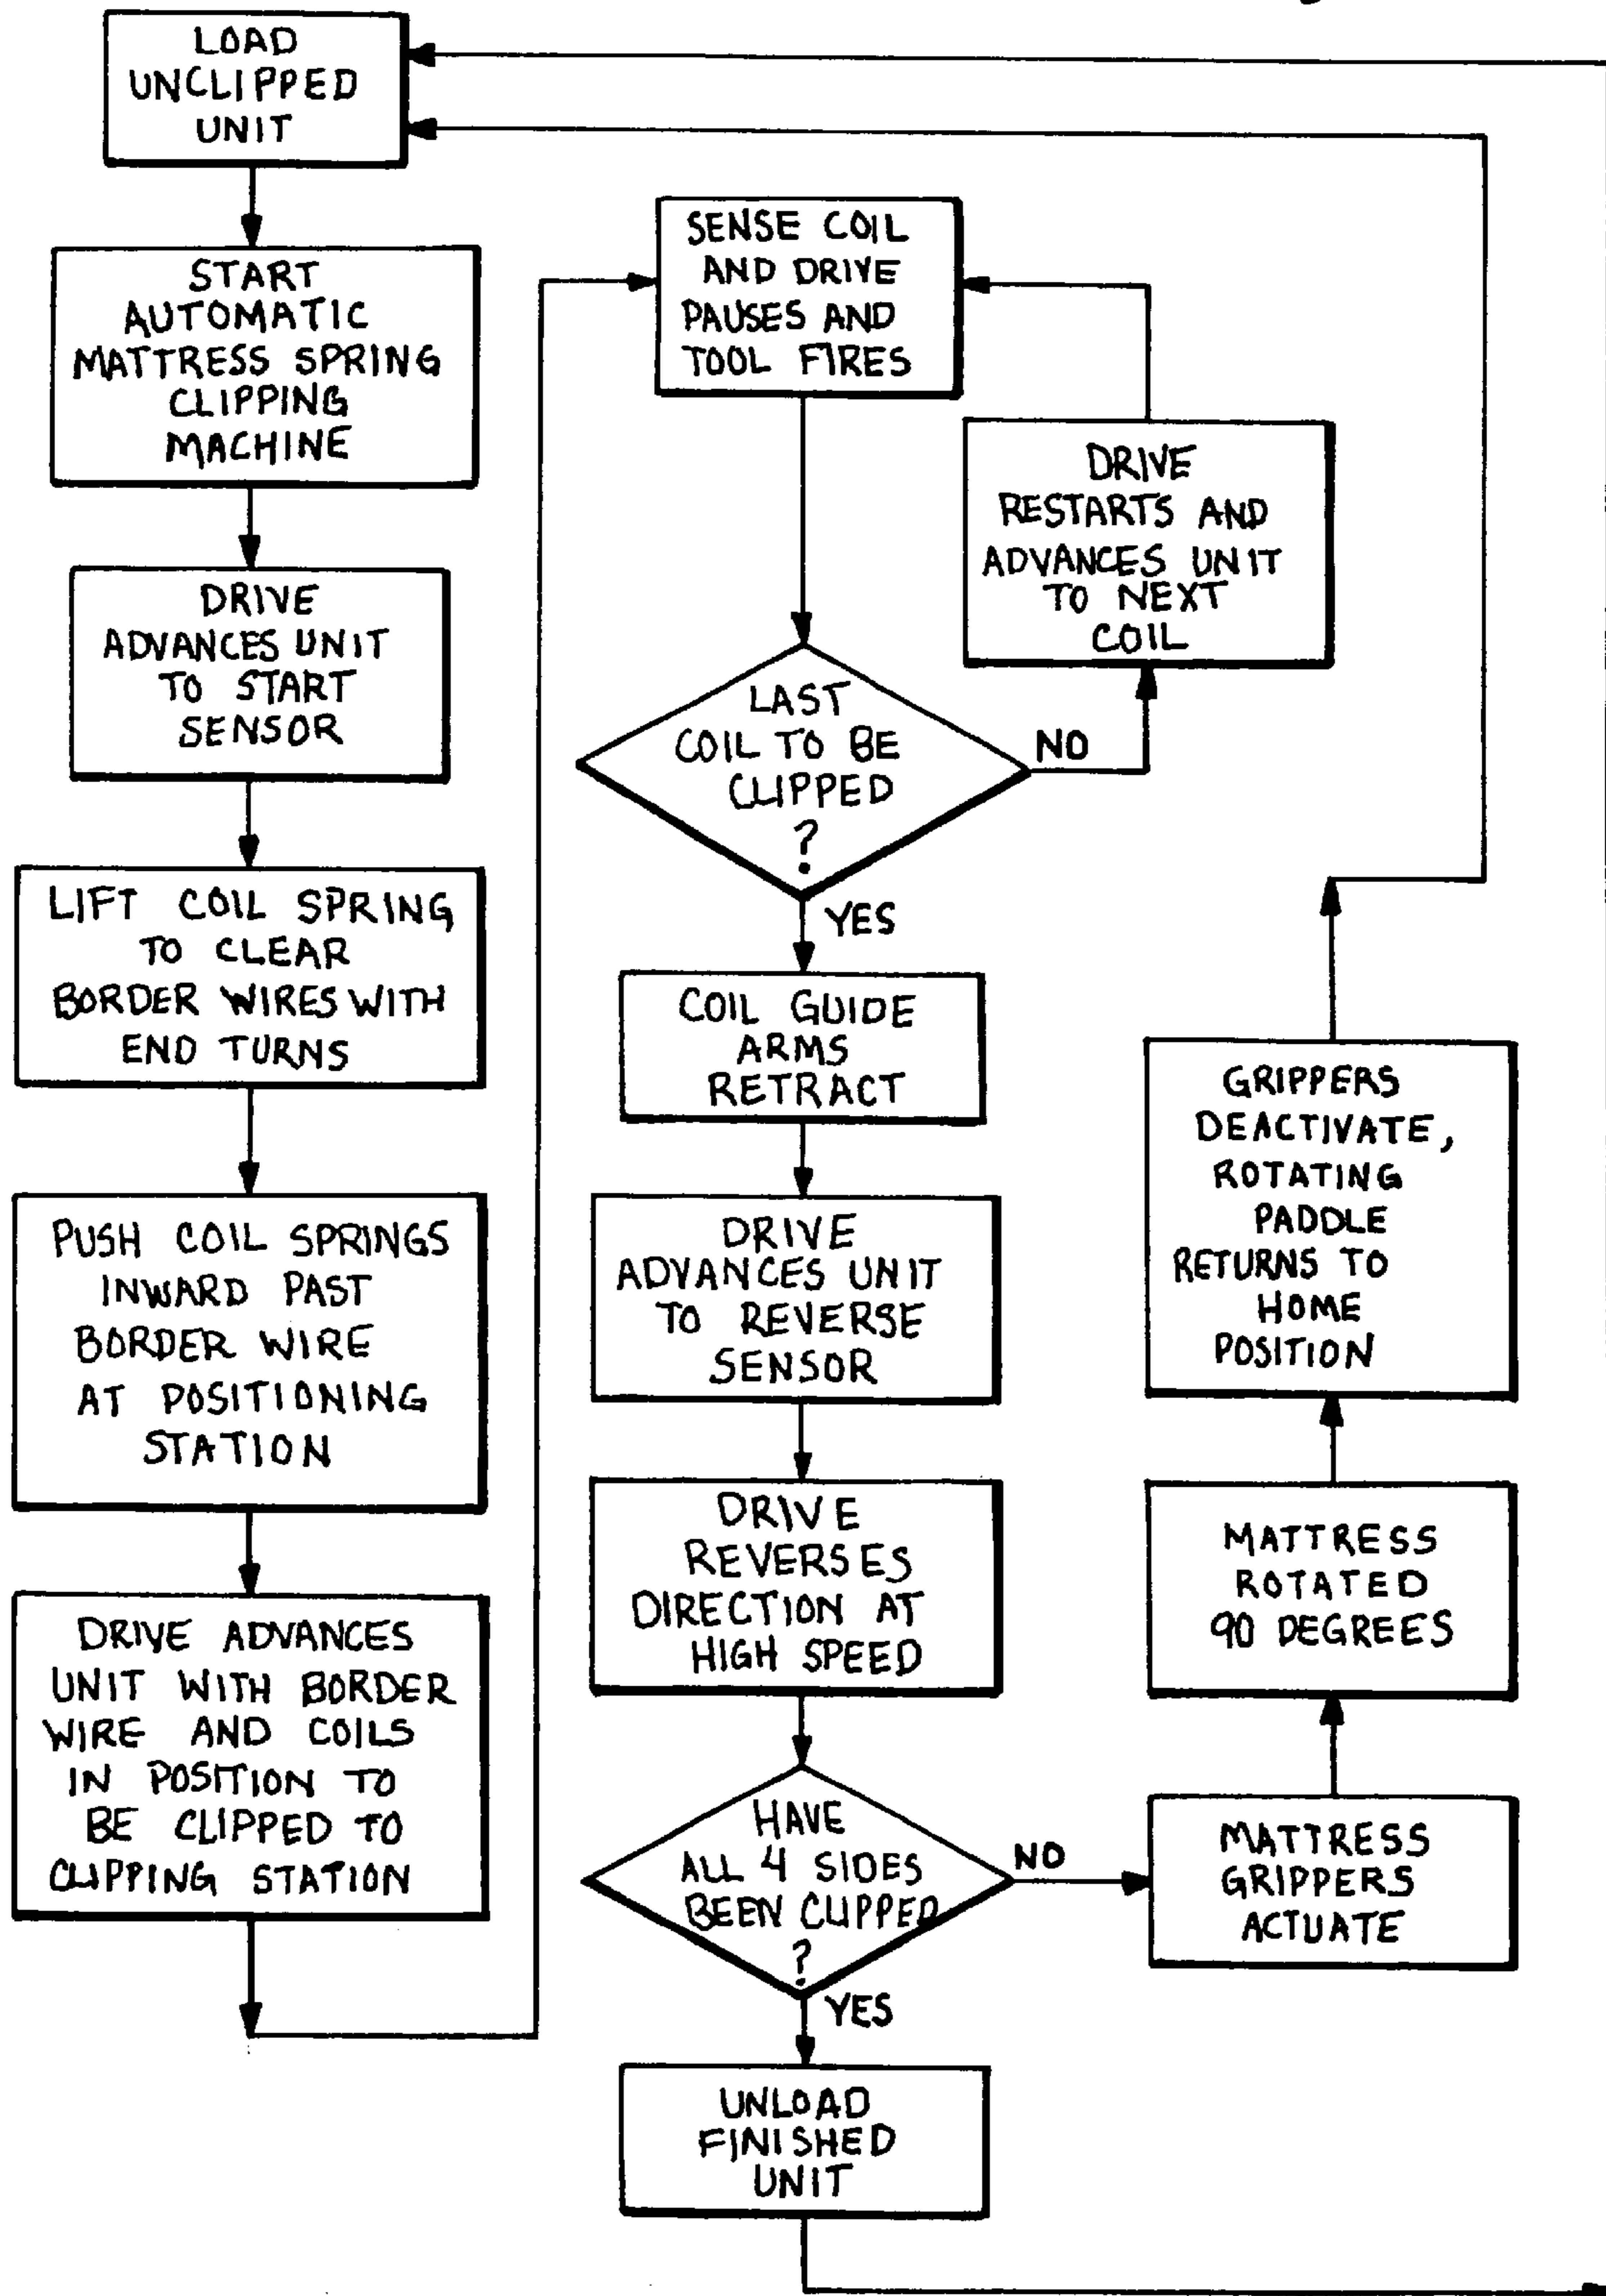 LOAD
UNCLIPPED
UNIT
START
AUTOMATIC
MATTRESS SPRING
CLIPPING
MACHINE
DRIVE
ADVANCES UNIT
TO START
SENSOR
LIFT COIL SPRING
TO CLEAR
BORDER WIRES WITH
END TURNS
PUSH COIL SPRINGS
INWARD PAST
BORDER WIRE
AT POSITIONING
STATION
DRIVE ADVANCES
UNIT WITH BORDER
WIRE AND COILS
IN POSITION TO
BE CLIPPED TO
CLIPPING STATION
SENSE COIL
AND DRIVE
PAUSES AND
TOOL FIRES
LAST
COIL TO BE
CLIPPED
?
NO
DRIVE
RESTARTS AND
ADVANCES UNIT
TO NEXT
COIL
YES
COIL GUIDE
ARMS
RETRACT
DRIVE
ADVANCES UNIT
TO REVERSE
SENSOR
DRIVE
REVERSES
DIRECTION AT
HIGH SPEED
HAVE
ALL 4 SIDES
BEEN CLIPPED
?
NO
MATTRESS
GRIPPERS
ACTUATE
MATTRESS
ROTATED
90 DEGREES
GRIPPERS
DEACTIVATE,
ROTATING
PADDLE
RETURNS TO
HOME
POSITION
YES
UNLOAD
FINISHED
UNIT